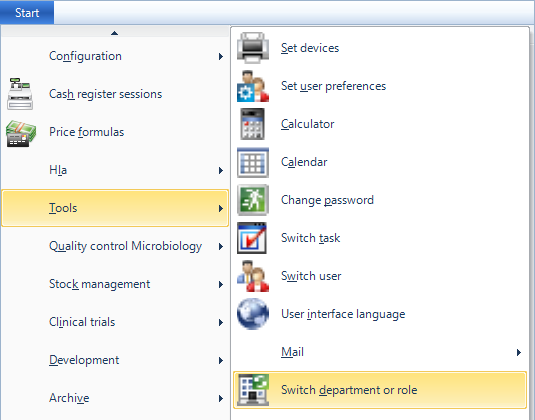 Start
Configuration
Cash register sessions
Price formulas
Hla
Tools
Quality control Microbiology
Stock management
Clinical trials
Development
Archive
Set devices
Set user preferences
Calculator
Calendar
Change password
Switch task
Switch user
User interface language
Mail
Switch department or role